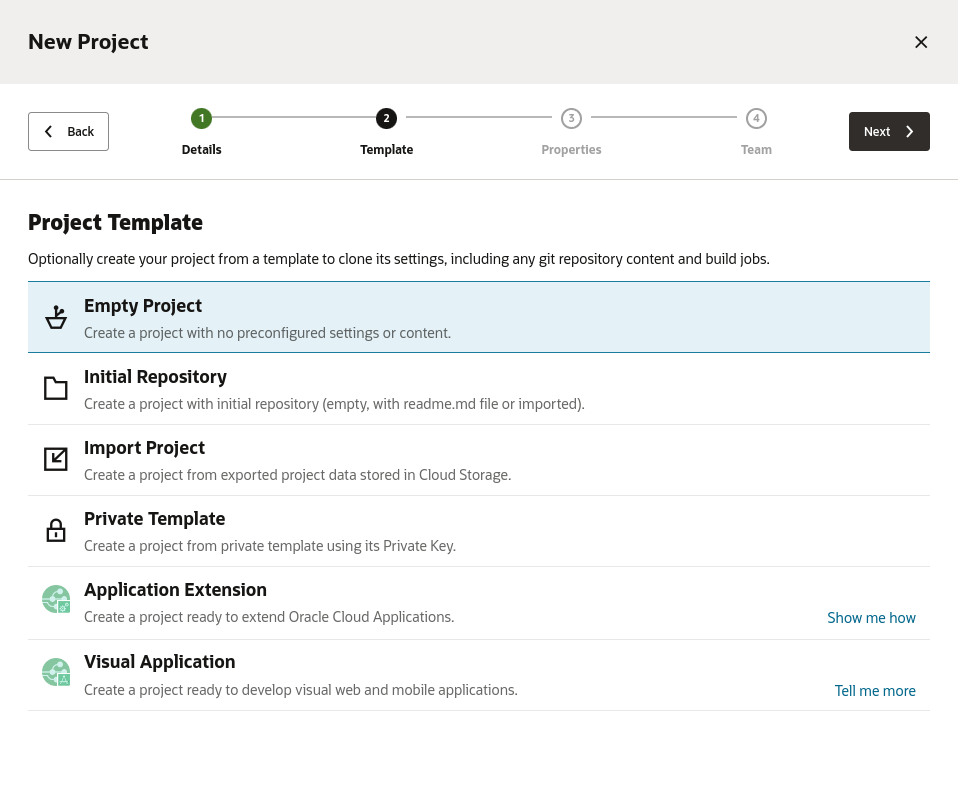 New Project
Back
1
2
3
4
Next
Details
Template
Properties
Team
Project Template
Optionally create your project from a template to clone its settings, including any git repository content and build jobs.
Empty Project
Create a project with no preconfigured settings or content.
Initial Repository
Create a project with initial repository (empty, with readme.md file or imported).
Import Project
Create a project from exported project data stored in Cloud Storage.
Private Template
Create a project from private template using its Private Key.
Application Extension
Create a project ready to extend Oracle Cloud Applications.
Show me how
Visual Application
Create a project ready to develop visual web and mobile applications.
Tell me more